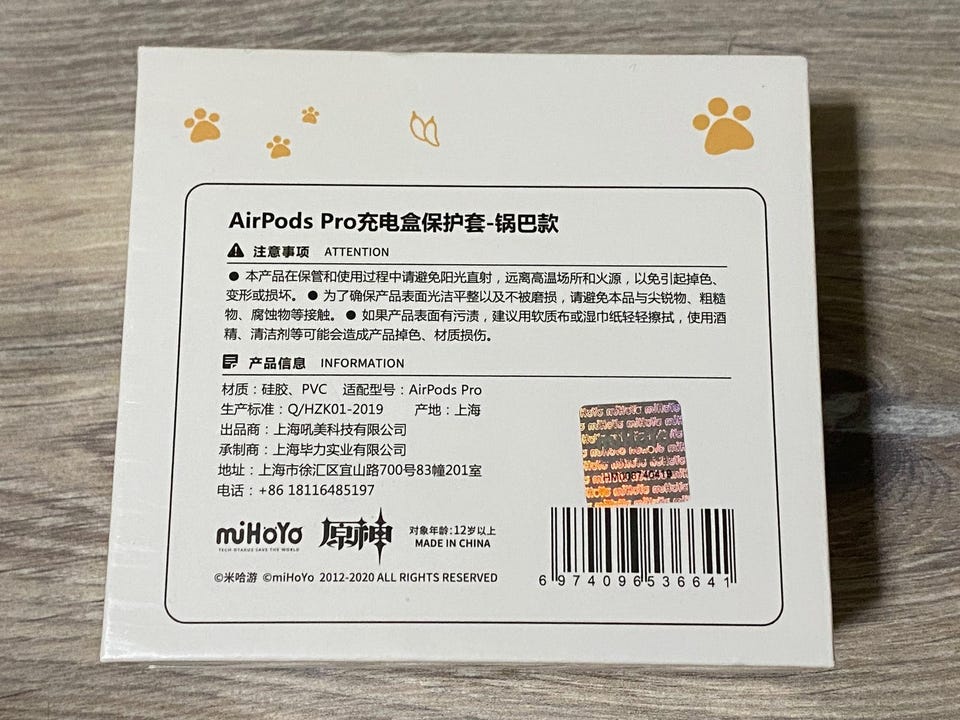 AirPods Pro充电盒保护套-锅巴款
注意事项 ATTENTION
● 本产品在保管和使用过程中请避免阳光直射，远离高温场所和火源，以免引起掉色、
变形或损坏。 ● 为了确保产品表面光洁平整以及不被磨损，请避免本品与尖锐物、粗糙
物、腐蚀物等接触。 ● 如果产品表面有污渍，建议用软质布或湿巾纸轻轻擦拭，使用酒
精、清洁剂等可能会造成产品掉色、材质损伤。
产品信息 INFORMATION
材质：硅胶、PVC 适配型号：AirPods Pro
生产标准：Q/HZK01-2019 产地：上海
出品商：上海吼美科技有限公司
承制商：上海毕力实业有限公司
地址：上海市徐汇区宜山路700号83幢201室
电话：+86 18116485197
miHoYo
TECH OTAKUS SAVE THE WORLD
原神
对象年龄:12岁以上
MADE IN CHINA
©米哈游 ©miHoYo 2012-2020 ALL RIGHTS RESERVED
miHoYo
6974096536641